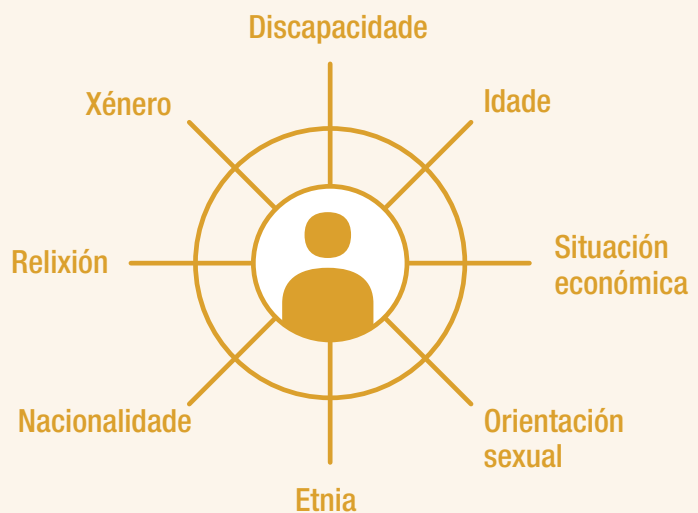 Discapacidade
Idade
Xénero
Situación
económica
Relixión
Orientación
sexual
Nacionalidade
Etnia